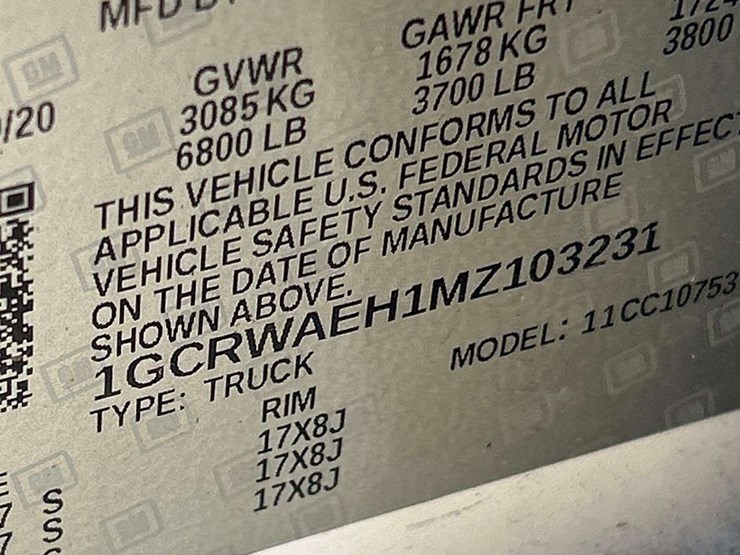 MFD
GVWR GAWR FRT
/20 3085 KG 1678 KG
6800 LB 3700 LB 3800
THIS VEHICLE CONFORMS TO ALL
APPLICABLE U.S. FEDERAL MOTOR
VEHICLE SAFETY STANDARDS IN EFFECT
ON THE DATE OF MANUFACTURE
SHOWN ABOVE.
1GCRWAEH1MZ103231
TYPE: TRUCK MODEL: 11CC10753
RIM
17X8J
17X8J
S 17X8J
S
GM